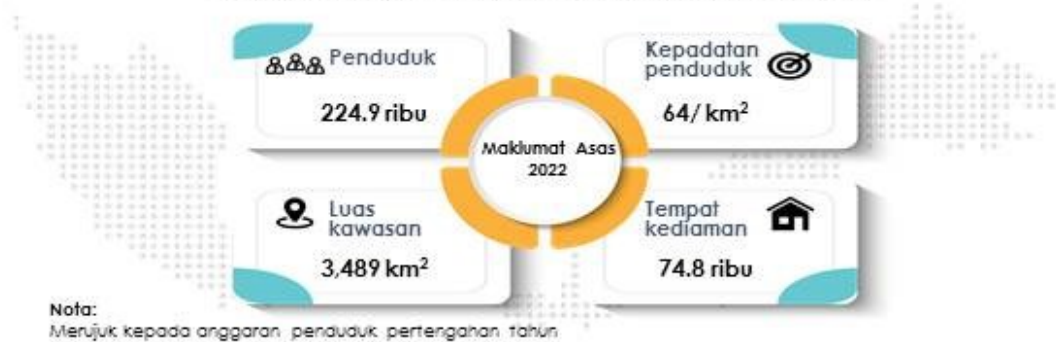 Penduduk
224.9 ribu
Kepadatan
penduduk
64/ km²
Maklumat Asas
2022
Luas
kawasan
3,489 km²
Tempat
kediaman
74.8 ribu
Nota:
Merujuk kepada anggaran penduduk pertengahan tahun